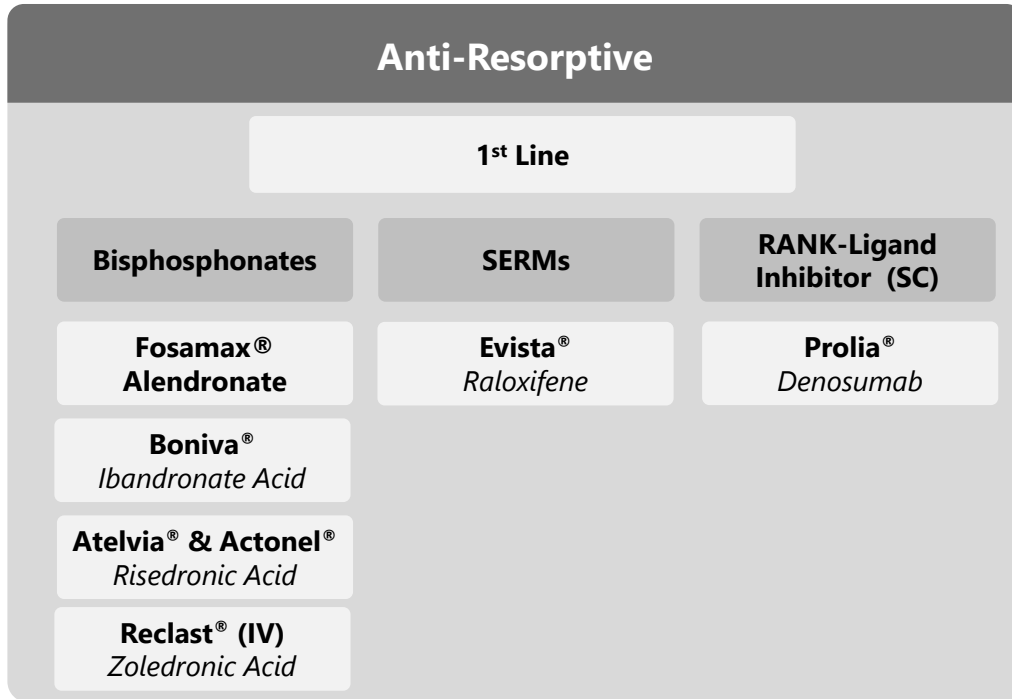 Anti-Resorptive
1st Line
Bisphosphonates
SERMs
RANK-Ligand
Inhibitor (SC)
Fosamax®
Alendronate
Evista®
Raloxifene
Prolia®
Denosumab
Boniva®
Ibandronate Acid
Atelvia® & Actonel®
Risedronic Acid
Reclast® (IV)
Zoledronic Acid